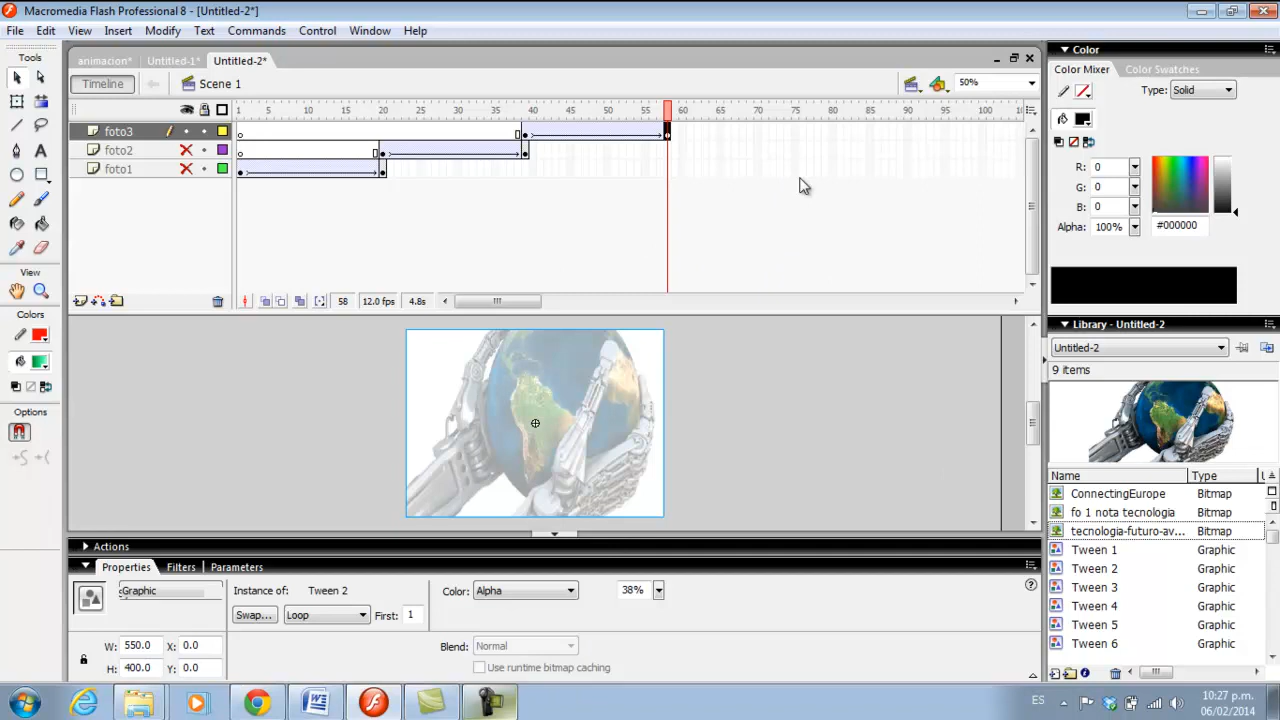 Macromedia Flash Professional 8 - [Untitled-2*]
File Edit View Insert Modify Text Commands Control Window Help
Tools
animacion* Untitled-1* Untitled-2*
Timeline Scene 1 50%
1 5 10 15 20 25 30 35 40 45 50 55 60 65 70 75 80 85 90 95 100
foto3
foto2
foto1
View
Colors
Options
58 12.0 fps 4.8s
Actions
Properties Filters Parameters
Graphic Instance of: Tween 2 Color: Alpha 38%
Swap... Loop First: 1
W: 550.0 X: 0.0 Blend: Normal
H: 400.0 Y: 0.0 Use runtime bitmap caching
Color
Color Mixer Color Swatches
Type: Solid
R: 0
G: 0
B: 0
Alpha: 100% #000000
Library - Untitled-2
Untitled-2
9 items
Name Type
ConnectingEurope Bitmap
fo 1 nota tecnologia Bitmap
tecnologia-futuro-av... Bitmap
Tween 1 Graphic
Tween 2 Graphic
Tween 3 Graphic
Tween 4 Graphic
Tween 5 Graphic
Tween 6 Graphic
ES 10:27 p.m.
06/02/2014